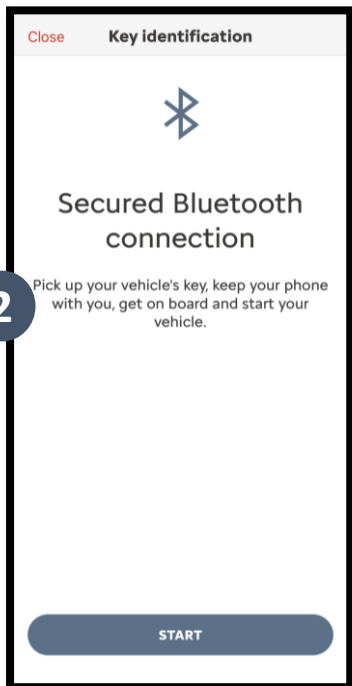 Close Key identification
Secured Bluetooth
connection
Pick up your vehicle's key, keep your phone
with you, get on board and start your
vehicle.
2
START